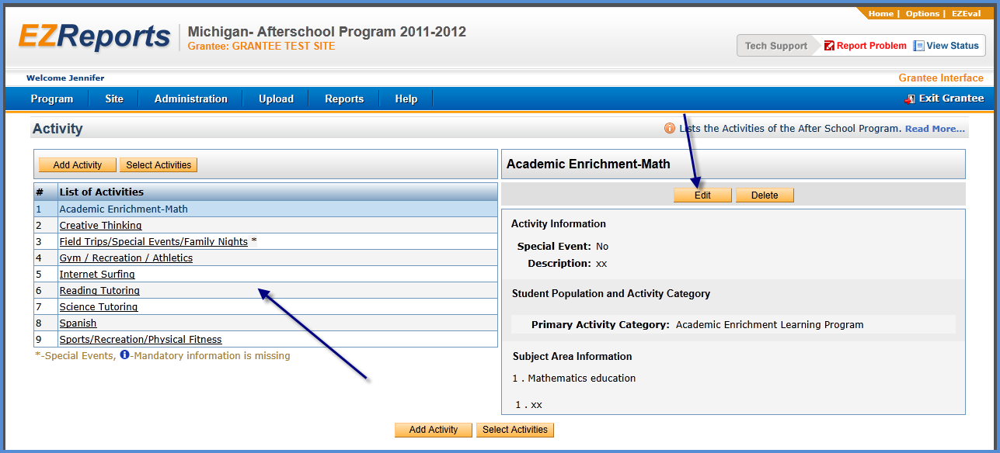 Home | Options | EZEval
EZReports
Michigan- Afterschool Program 2011-2012
Grantee: GRANTEE TEST SITE
Tech Support Report Problem View Status
Welcome Jennifer
Grantee Interface
Program Site Administration Upload Reports Help Exit Grantee
Activity
Lists the Activities of the After School Program. Read More...
Add Activity Select Activities
# List of Activities
1 Academic Enrichment-Math
2 Creative Thinking
3 Field Trips/Special Events/Family Nights *
4 Gym / Recreation / Athletics
5 Internet Surfing
6 Reading Tutoring
7 Science Tutoring
8 Spanish
9 Sports/Recreation/Physical Fitness
*-Special Events, i-Mandatory information is missing
Academic Enrichment-Math
Edit Delete
Activity Information
Special Event: No
Description: xx
Student Population and Activity Category
Primary Activity Category: Academic Enrichment Learning Program
Subject Area Information
1 . Mathematics education
1 . xx
Add Activity Select Activities